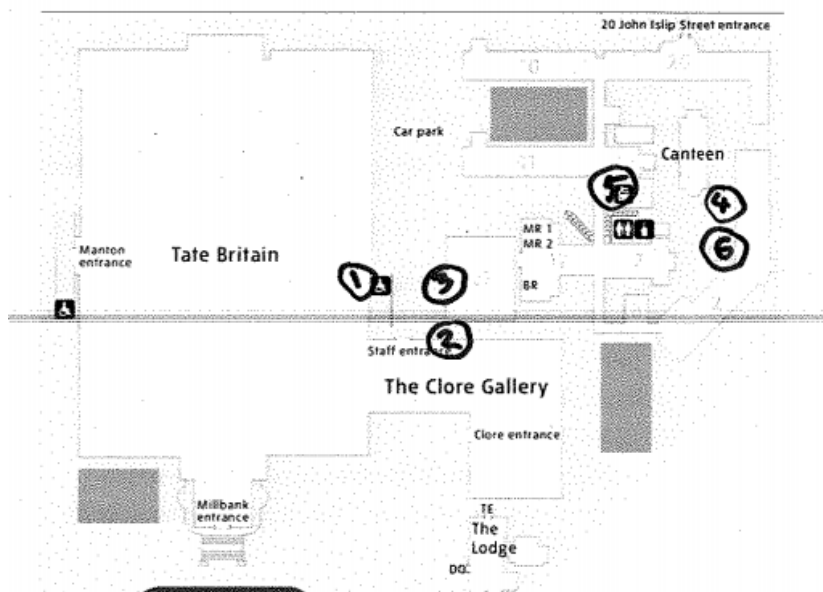 20 John Islip Street entrance
Car park
Canteen
5
4
MR 1
MR 2
6
Manton
entrance
Tate Britain
7
1
3
BR
2
Staff entrance
The Clore Gallery
Clore entrance
Millbank
entrance
TE
The
Lodge